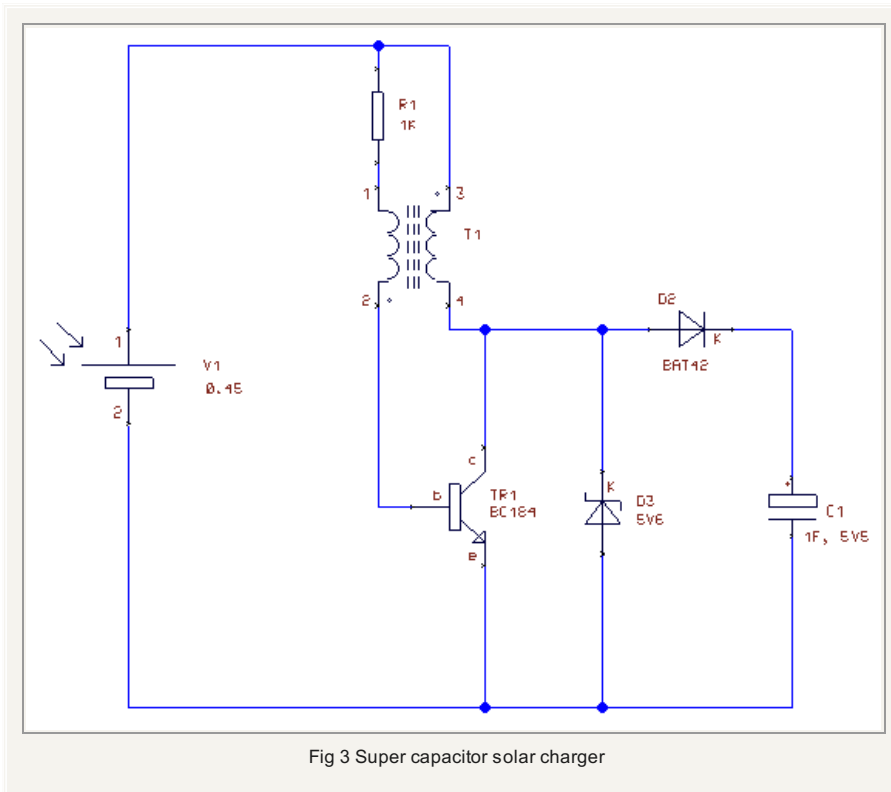 R1
1K
1
3
T1
2
4
D2
K
BAT42
1
V1
0.45
2
c
b
TR1
BC184
e
K
D3
5V6
+
C1
1F, 5V5
Fig 3 Super capacitor solar charger